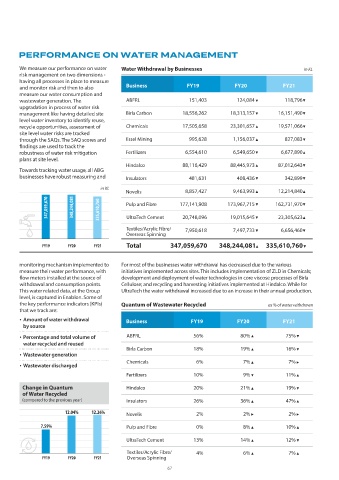 PERFORMANCE ON WATER MANAGEMENT
We measure our performance on water
risk management on two dimensions -
having all processes in place to measure
and monitor risk and then to also
measure our water consumption and
wastewater generation. The
upgradation in process of water risk
management like having detailed site
level water inventory to identify reuse,
recycle opportunities, assessment of
site level water risks are tracked
through the SAQs. The SAQ scores and
findings are used to track the
robustness of water risk mitigation
plans at site level.
Towards tracking water usage, all ABG
businesses have robust measuring and
in KL
347,059,670
348,244,081
335,610,760
FY19 FY20 FY21
monitoring mechanism implemented to
measure their water performance, with
flow meters installed at the source of
withdrawal and consumption points.
This water related data, at the Group
level, is captured in Enablon. Some of
the key performance indicators (KPIs)
that we track are:
• Amount of water withdrawal
by source
• Percentage and total volume of
water recycled and reused
• Wastewater generation
• Wastewater discharged
Change in Quantum
of Water Recycled
(compared to the previous year)
7.59%
12.04%
12.26%
FY19 FY20 FY21
Water Withdrawal by Businesses
in KL
Business FY19 FY20 FY21
ABFRL 151,403 134,084 ▼ 118,796▼
Birla Carbon 18,556,262 18,313,157 ▼ 16,151,490▼
Chemicals 17,505,658 23,301,657 ▲ 19,571,066▼
Essel Mining 995,628 1,156,037 ▲ 827,083▼
Fertilizers 6,554,610 6,549,650 ▼ 6,677,890▲
Hindalco 88,110,429 88,445,973 ▲ 87,012,643▼
Insulators 481,631 408,436 ▼ 342,899▼
Novelis 8,857,427 9,463,993 ▲ 12,214,840▲
Pulp and Fibre 177,141,908 173,967,715 ▼ 162,731,970▼
UltraTech Cement 20,748,096 19,015,645 ▼ 23,305,623▲
Textiles/Acrylic Fibre/
Overseas Spinning 7,950,618 7,497,733 ▼ 6,656,460▼
Total 347,059,670 348,244,081▲ 335,610,760▼
For most of the businesses water withdrawal has decreased due to the various
initiatives implemented across sites. This includes implementation of ZLD in Chemicals;
development and deployment of water technologies in core viscose processes of Birla
Cellulose; and recycling and harvesting initiatives implemented at Hindalco. While for
UltraTech the water withdrawal increased due to an increase in their annual production.
Quantum of Wastewater Recycled
as % of water withdrawn
Business FY19 FY20 FY21
ABFRL 56% 80% ▲ 75% ▼
Birla Carbon 18% 19% ▲ 16% ▼
Chemicals 6% 7% ▲ 7% ►
Fertilizers 10% 9% ▼ 11% ▲
Hindalco 20% 21% ▲ 19% ▼
Insulators 26% 36% ▲ 47% ▲
Novelis 2% 2% ► 2% ►
Pulp and Fibre 0% 8% ▲ 10% ▲
UltraTech Cement 13% 14% ▲ 12% ▼
Textiles/Acrylic Fibre/
Overseas Spinning 4% 6% ▲ 7% ▲
67